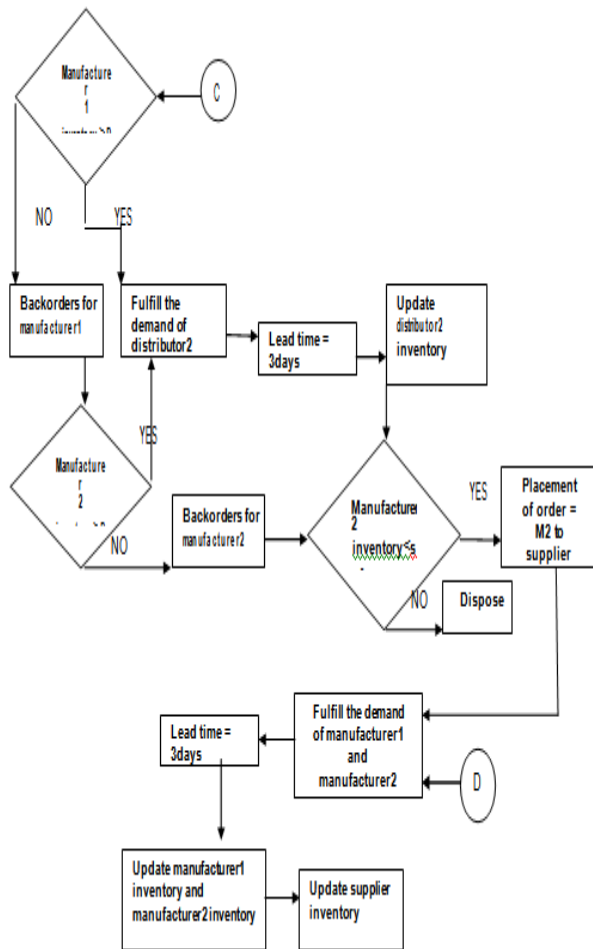 Manufacture
r
1
C
NO
YES
Backorders for
manufacturer1
Fulfill the
demand of
distributor2
Lead time =
3days
Update
distributor2
inventory
YES
Manufacture
r
2
NO
Backorders for
manufacturer2
Manufacturer
2
inventory<s
YES
Placement
of order =
M2 to
supplier
NO
Dispose
Lead time =
3days
Fulfill the demand
of manufacturer1
and
manufacturer2
D
Update manufacturer1
inventory and
manufacturer2 inventory
Update supplier
inventory